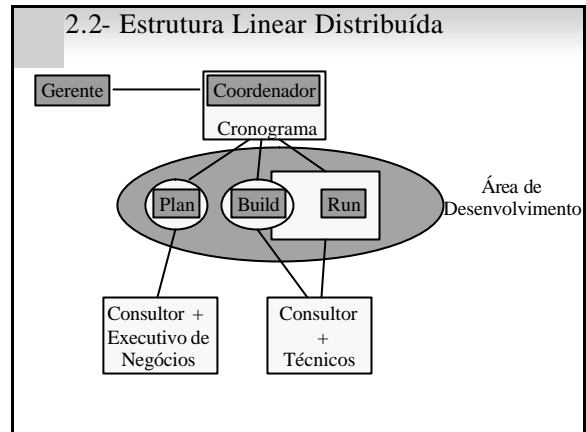 2.2- Estrutura Linear Distribuída
Gerente
Coordenador
Cronograma
Plan
Build
Run
Área de
Desenvolvimento
Consultor +
Executivo de
Negócios
Consultor
+
Técnicos